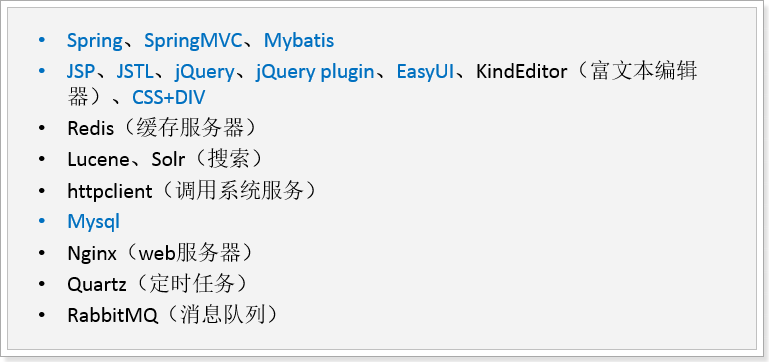 • Spring、SpringMVC、Mybatis
• JSP、JSTL、jQuery、jQuery plugin、EasyUI、KindEditor（富文本编辑
器）、CSS+DIV
• Redis（缓存服务器）
• Lucene、Solr（搜索）
• httpclient（调用系统服务）
• Mysql
• Nginx（web服务器）
• Quartz（定时任务）
• RabbitMQ（消息队列）